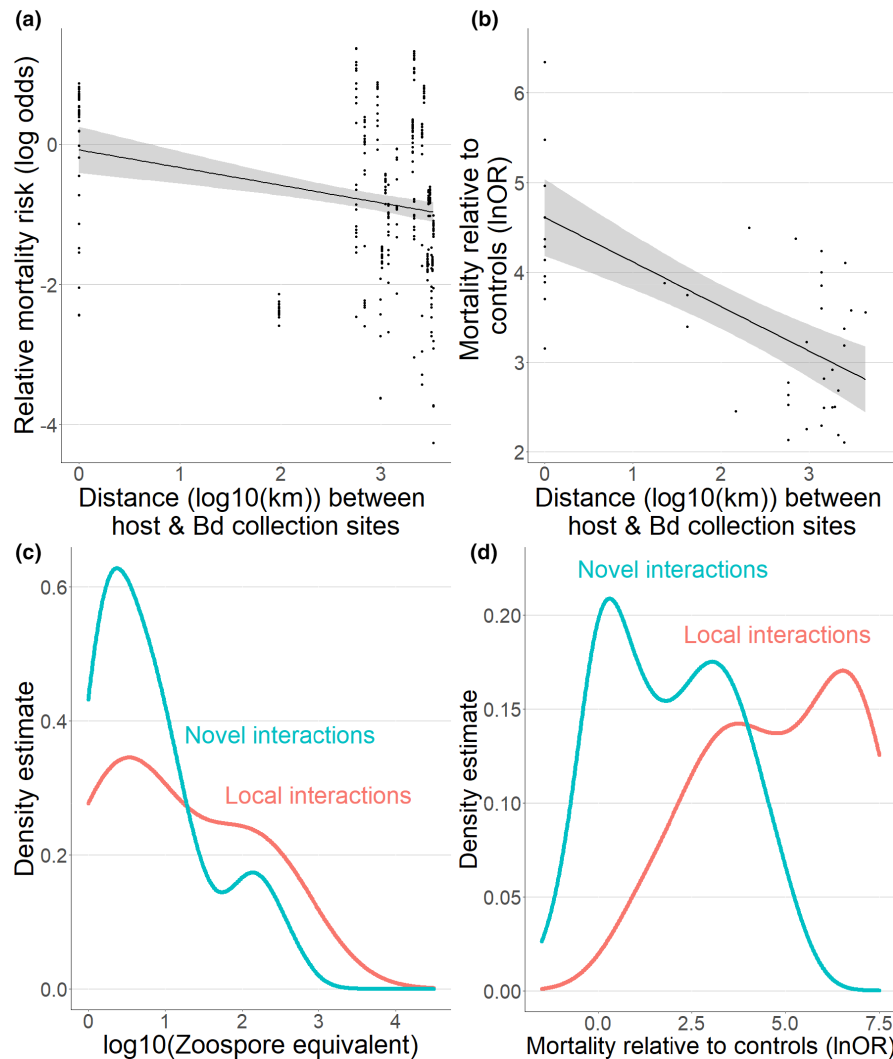 (a)
Relative mortality risk (log odds)
0
-2
-4
0
1
2
3
Distance (log10(km)) between
host & Bd collection sites
(b)
Mortality relative to
controls (lnOR)
6
5
4
3
2
0
1
2
3
Distance (log10(km)) between
host & Bd collection sites
(c)
Density estimate
0.6
0.4
0.2
0.0
Novel interactions
Local interactions
0
1
2
3
4
log10(Zoospore equivalent)
(d)
Density estimate
0.20
0.15
0.10
0.05
0.00
Novel interactions
Local interactions
0.0
2.5
5.0
7.5
Mortality relative to controls (lnOR)